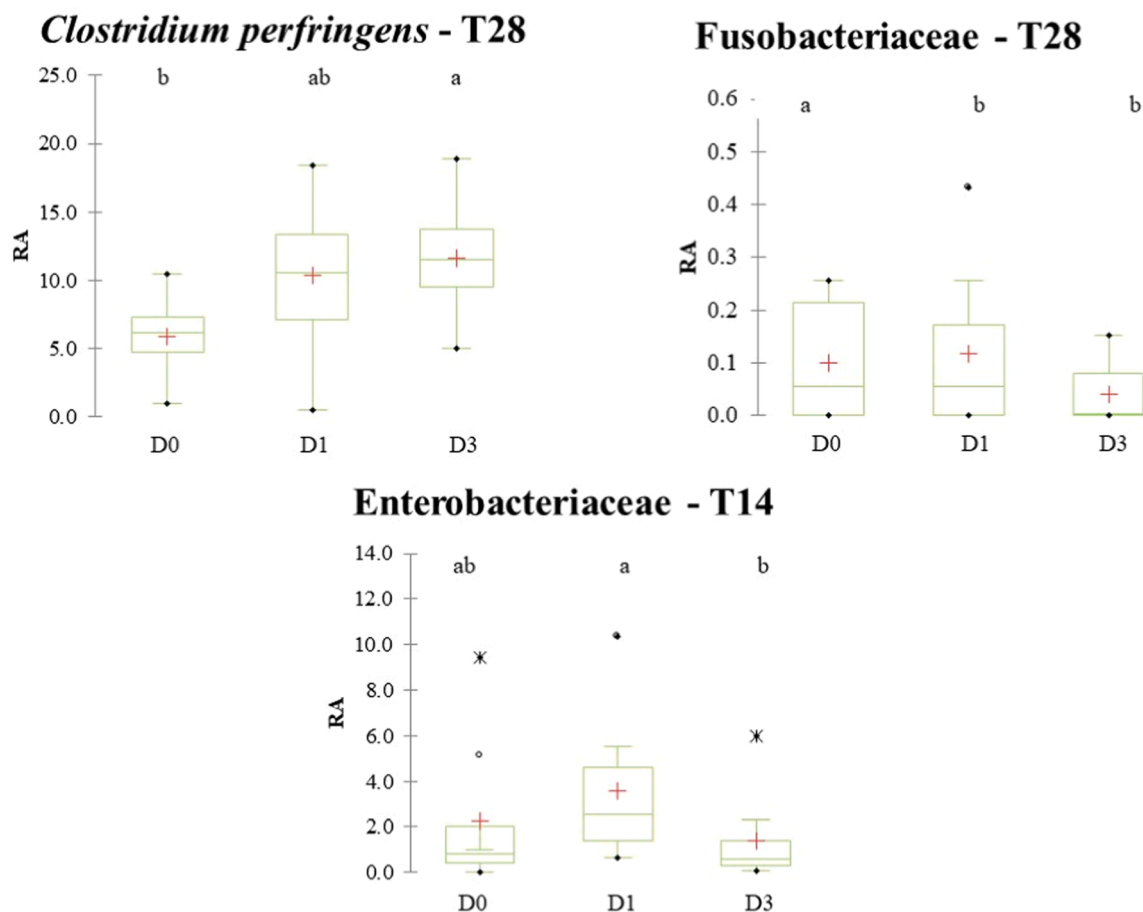 Clostridium perfringens - T28
b ab a
25.0
20.0
15.0
10.0
5.0
0.0
RA
D0 D1 D3
Fusobacteriaceae - T28
a b b
0.6
0.5
0.4
0.3
0.2
0.1
0.0
RA
D0 D1 D3
Enterobacteriaceae - T14
ab a b
14.0
12.0
10.0
8.0
6.0
4.0
2.0
0.0
RA
D0 D1 D3